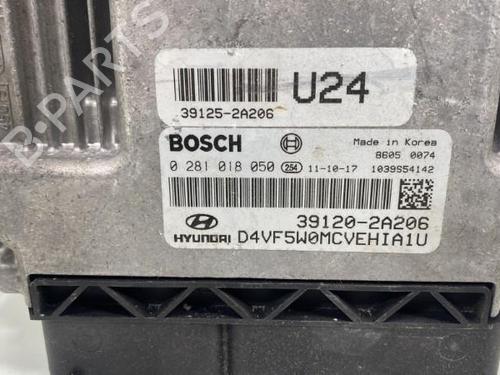 B-PARTS
U24
39125-2A206
BOSCH
Made in Korea
8605 0074
0 281 018 050 254 11-10-17 1039S54142
39120-2A206
HYUNDAI D4VF5W0MCVEHIA1U